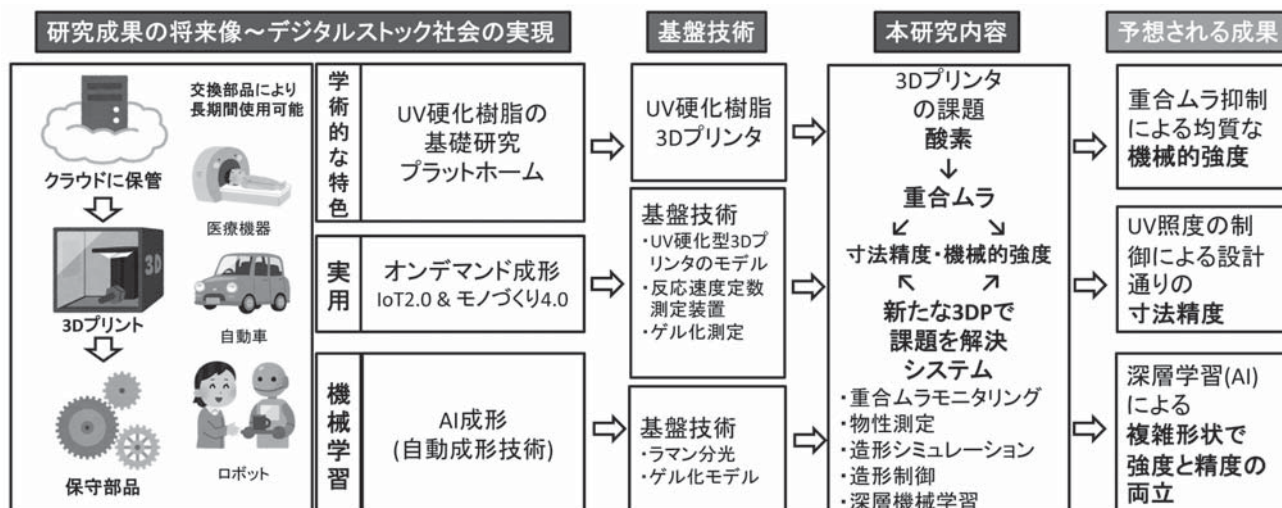 研究成果の将来像～デジタルストック社会の実現
クラウドに保管
3Dプリント
3D
保守部品
交換部品により
長期間使用可能
医療機器
自動車
ロボット
学術的な特色
UV硬化樹脂の
基礎研究
プラットホーム
実用
オンデマンド成形
IoT2.0 & モノづくり4.0
機械学習
AI成形
(自動成形技術)
基盤技術
UV硬化樹脂
3Dプリンタ
基盤技術
・UV硬化型3Dプ
リンタのモデル
・反応速度定数
測定装置
・ゲル化測定
基盤技術
・ラマン分光
・ゲル化モデル
本研究内容
3Dプリンタ
の課題
酸素
↓
重合ムラ
↙ ↘
寸法精度・機械的強度
↖ ↗
新たな3DPで
課題を解決
システム
・重合ムラモニタリング
・物性測定
・造形シミュレーション
・造形制御
・深層機械学習
予想される成果
重合ムラ抑制
による均質な
機械的強度
UV照度の制
御による設計
通りの
寸法精度
深層学習(AI)
による
複雑形状で
強度と精度の
両立